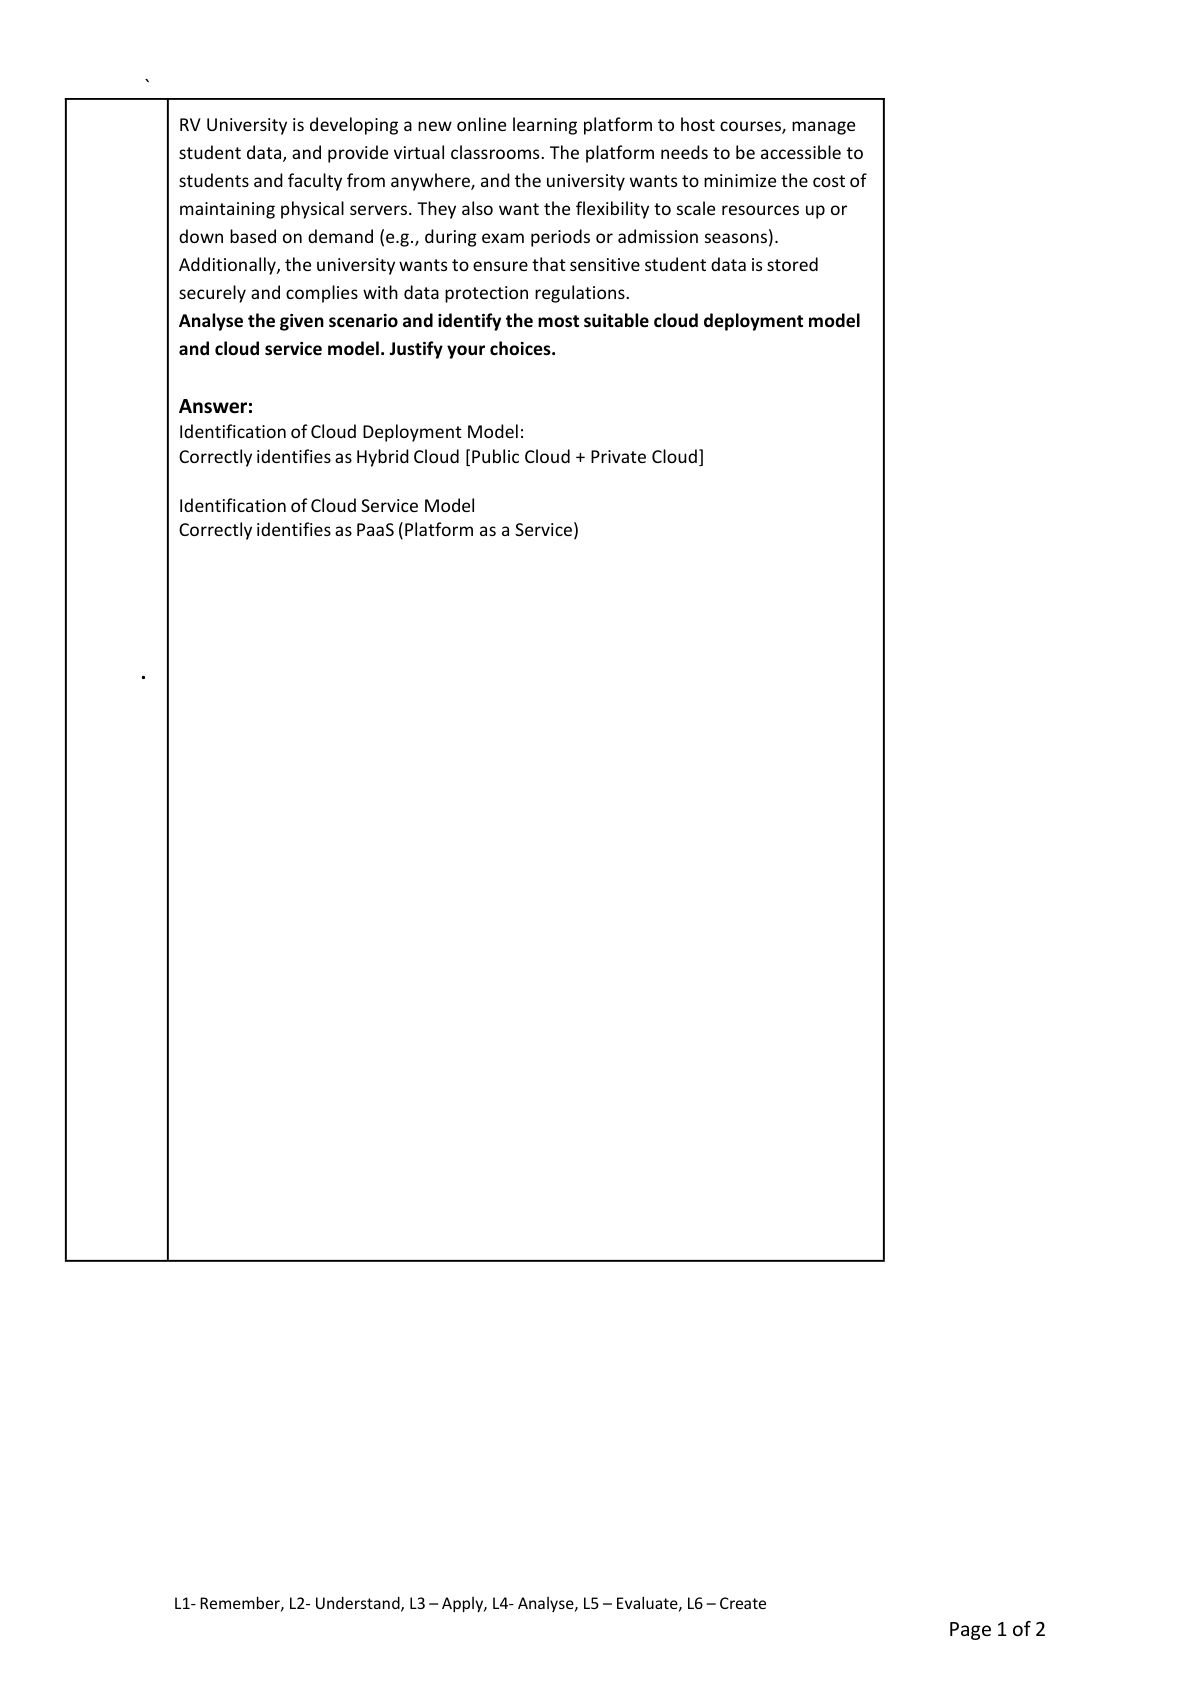 `
RV University is developing a new online learning platform to host courses, manage
student data, and provide virtual classrooms. The platform needs to be accessible to
students and faculty from anywhere, and the university wants to minimize the cost of
maintaining physical servers. They also want the flexibility to scale resources up or
down based on demand (e.g., during exam periods or admission seasons).
Additionally, the university wants to ensure that sensitive student data is stored
securely and complies with data protection regulations.
Analyse the given scenario and identify the most suitable cloud deployment model
and cloud service model. Justify your choices.
Answer:
Identification of Cloud Deployment Model:
Correctly identifies as Hybrid Cloud [Public Cloud + Private Cloud]
Identification of Cloud Service Model
Correctly identifies as PaaS (Platform as a Service)
.
L1- Remember, L2- Understand, L3 – Apply, L4- Analyse, L5 – Evaluate, L6 – Create
Page 1 of 2